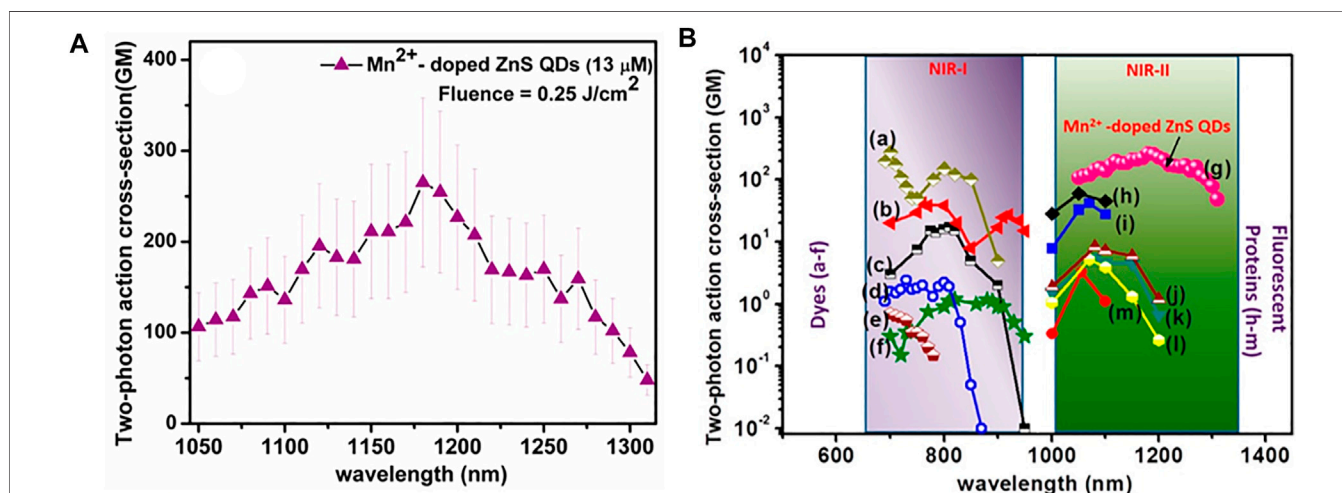 A
400
300
200
100
0
Two-photon action cross-section(GM)
Mn²⁺- doped ZnS QDs (13 μM)
Fluence = 0.25 J/cm²
1050 1100 1150 1200 1250 1300
wavelength (nm)
B
10⁴
10³
10²
10¹
10⁰
10⁻¹
10⁻²
Two-photon action cross-section (GM)
NIR-I
NIR-II
Mn²⁺ -doped ZnS QDs
(a)
(b)
(c)
(d)
(e)
(f)
(g)
(h)
(i)
(j)
(k)
(l)
(m)
Dyes (a-f)
Fluorescent
Proteins (h-m)
600 800 1000 1200 1400
wavelength (nm)